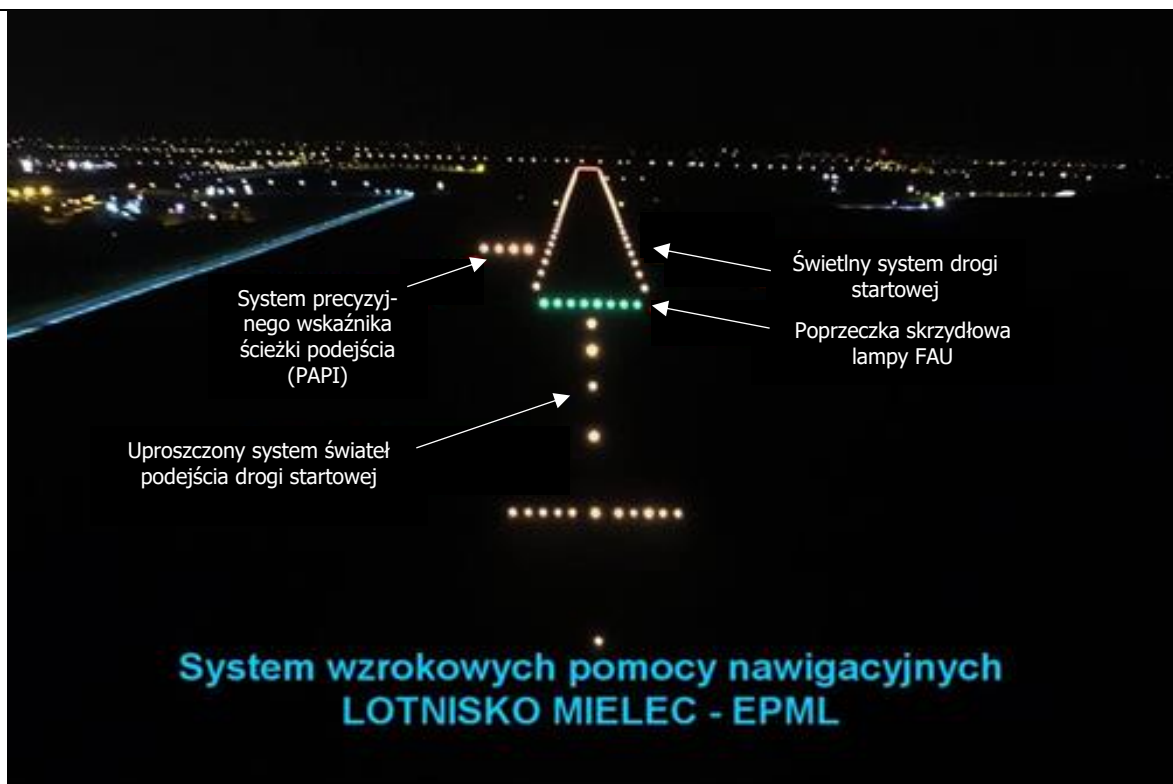 Świetlny system drogi
startowej
System precyzyj-
nego wskaźnika
ścieżki podejścia
(PAPI)
Poprzeczka skrzydłowa
lampy FAU
Uproszczony system świateł
podejścia drogi startowej
System wzrokowych pomocy nawigacyjnych
LOTNISKO MIELEC - EPML